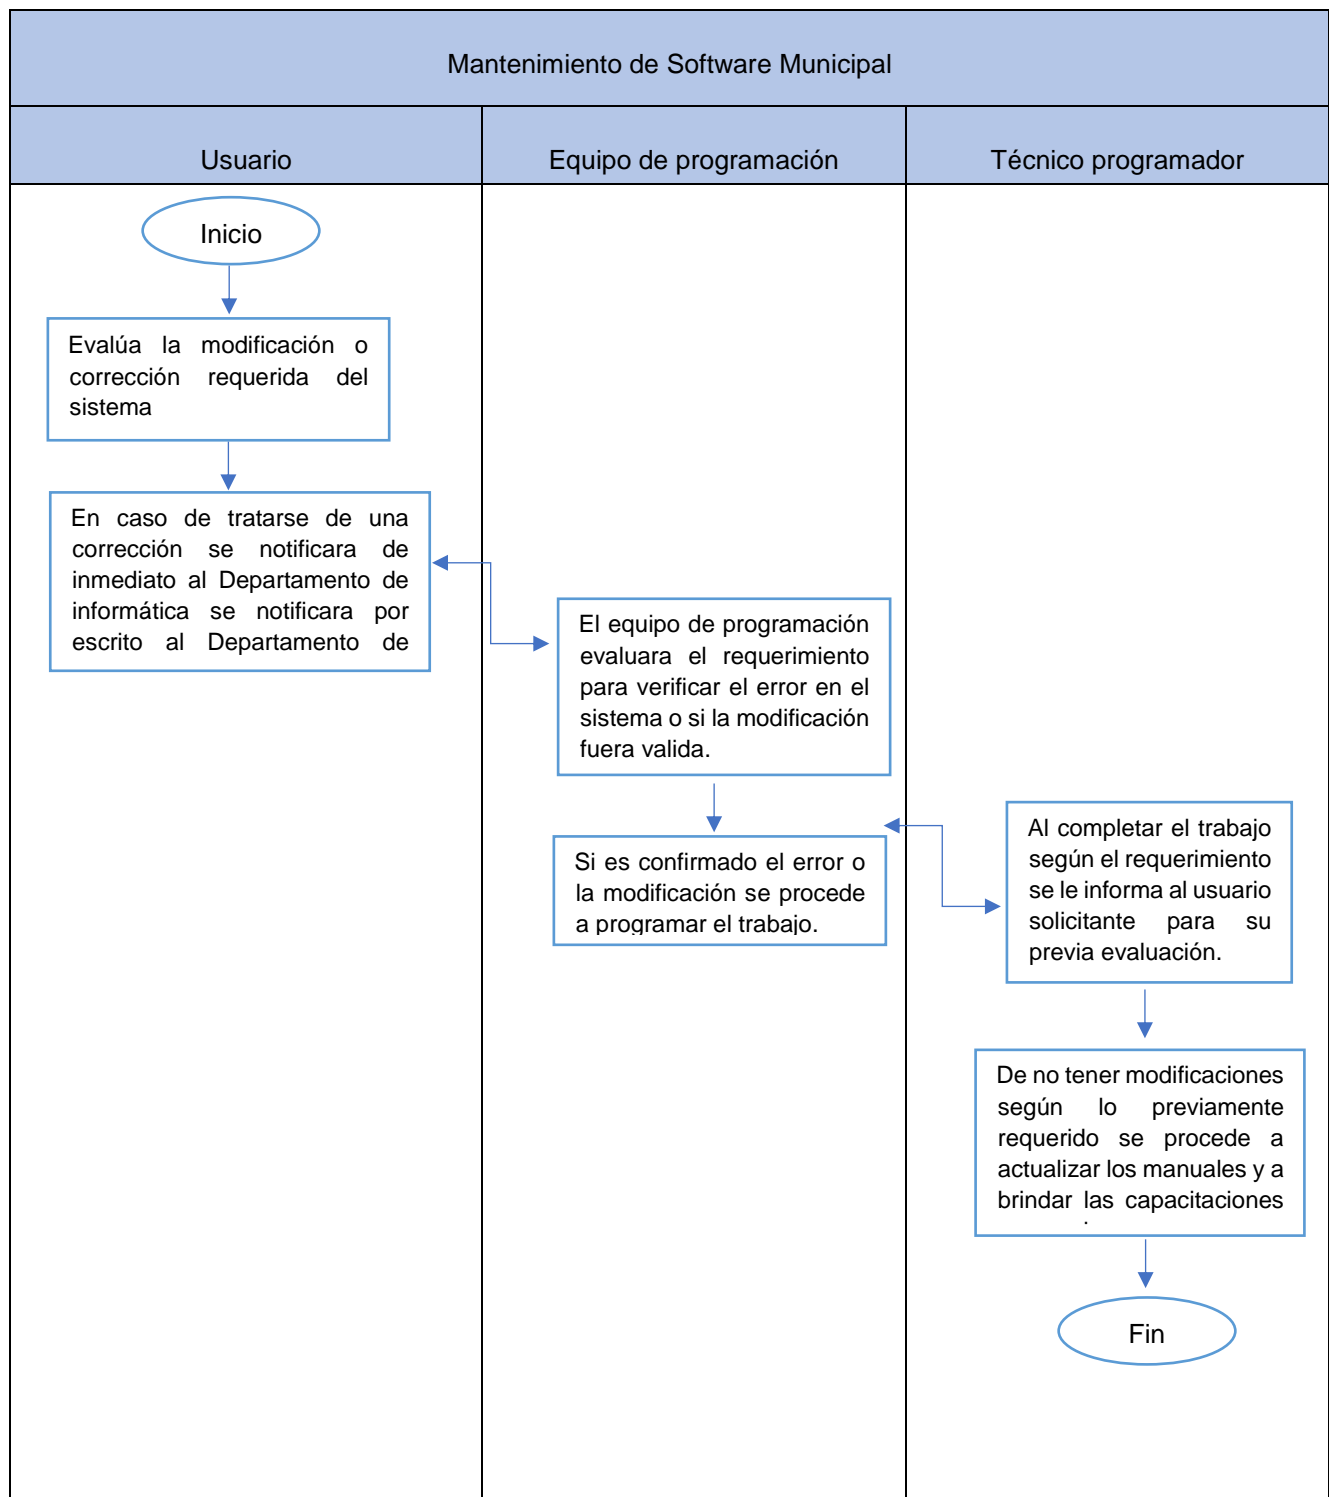 Mantenimiento de Software Municipal
Usuario
Equipo de programación
Técnico programador
Inicio
Evalúa la modificación o
corrección requerida del
sistema
En caso de tratarse de una
corrección se notificara de
inmediato al Departamento de
informática se notificara por
escrito al Departamento de
El equipo de programación
evaluara el requerimiento
para verificar el error en el
sistema o si la modificación
fuera valida.
Si es confirmado el error o
la modificación se procede
a programar el trabajo.
Al completar el trabajo
según el requerimiento
se le informa al usuario
solicitante para su
previa evaluación.
De no tener modificaciones
según lo previamente
requerido se procede a
actualizar los manuales y a
brindar las capacitaciones
Fin